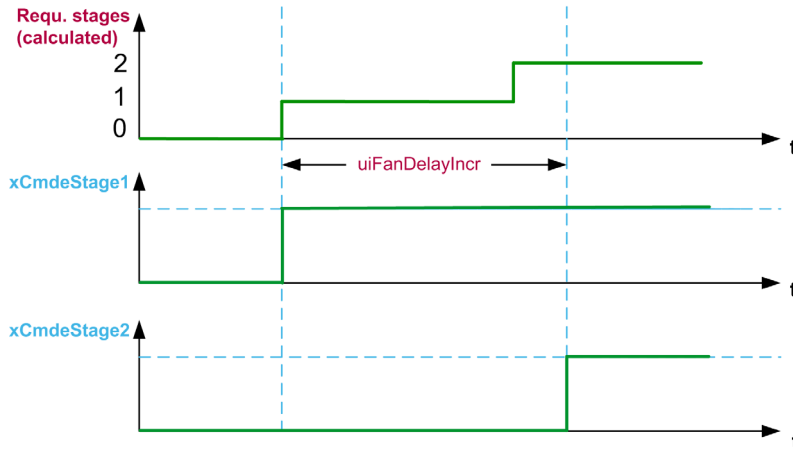 Requ. stages
(calculated)
2
1
0
t
uiFanDelayIncr
xCmdeStage1
t
xCmdeStage2